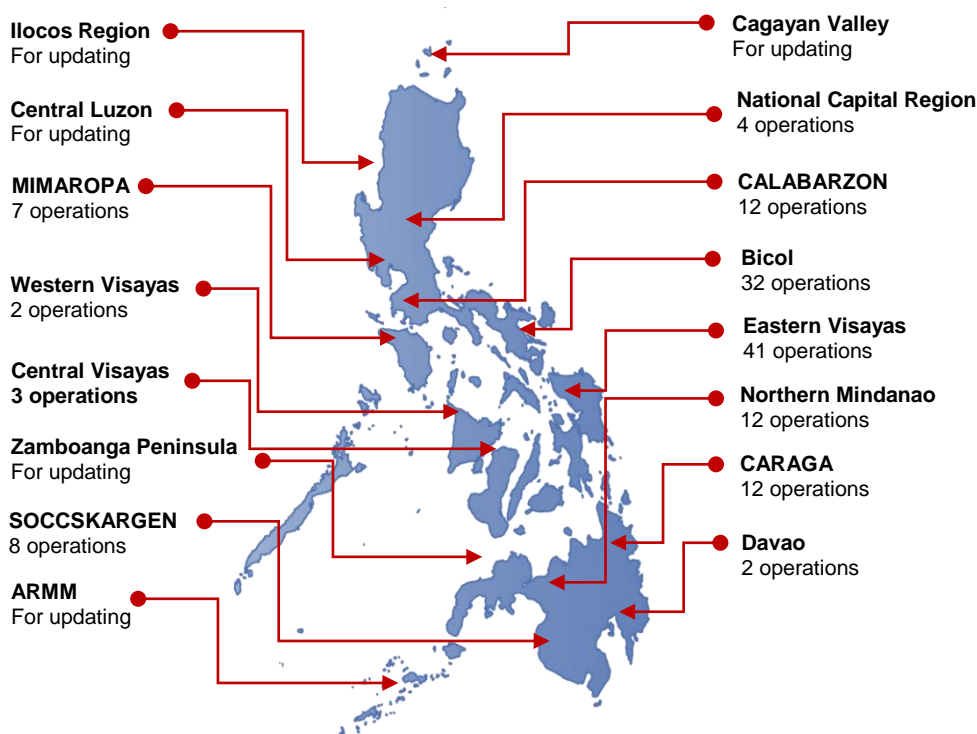 Ilocos Region
For updating
Central Luzon
For updating
MIMAROPA
7 operations
Western Visayas
2 operations
Central Visayas
3 operations
Zamboanga Peninsula
For updating
SOCCSKARGEN
8 operations
ARMM
For updating
Cagayan Valley
For updating
National Capital Region
4 operations
CALABARZON
12 operations
Bicol
32 operations
Eastern Visayas
41 operations
Northern Mindanao
12 operations
CARAGA
12 operations
Davao
2 operations